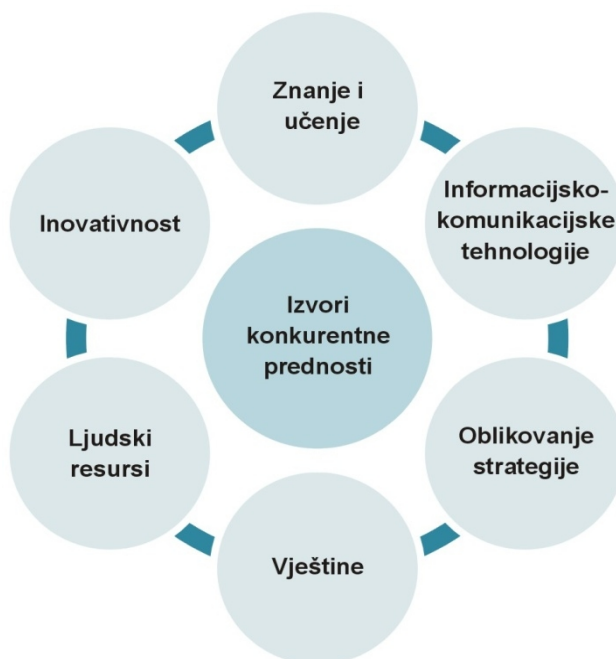 Znanje i
učenje
Informacijsko-
komunikacijske
tehnologije
Inovativnost
Izvori
konkurentne
prednosti
Ljudski
resursi
Oblikovanje
strategije
Vještine